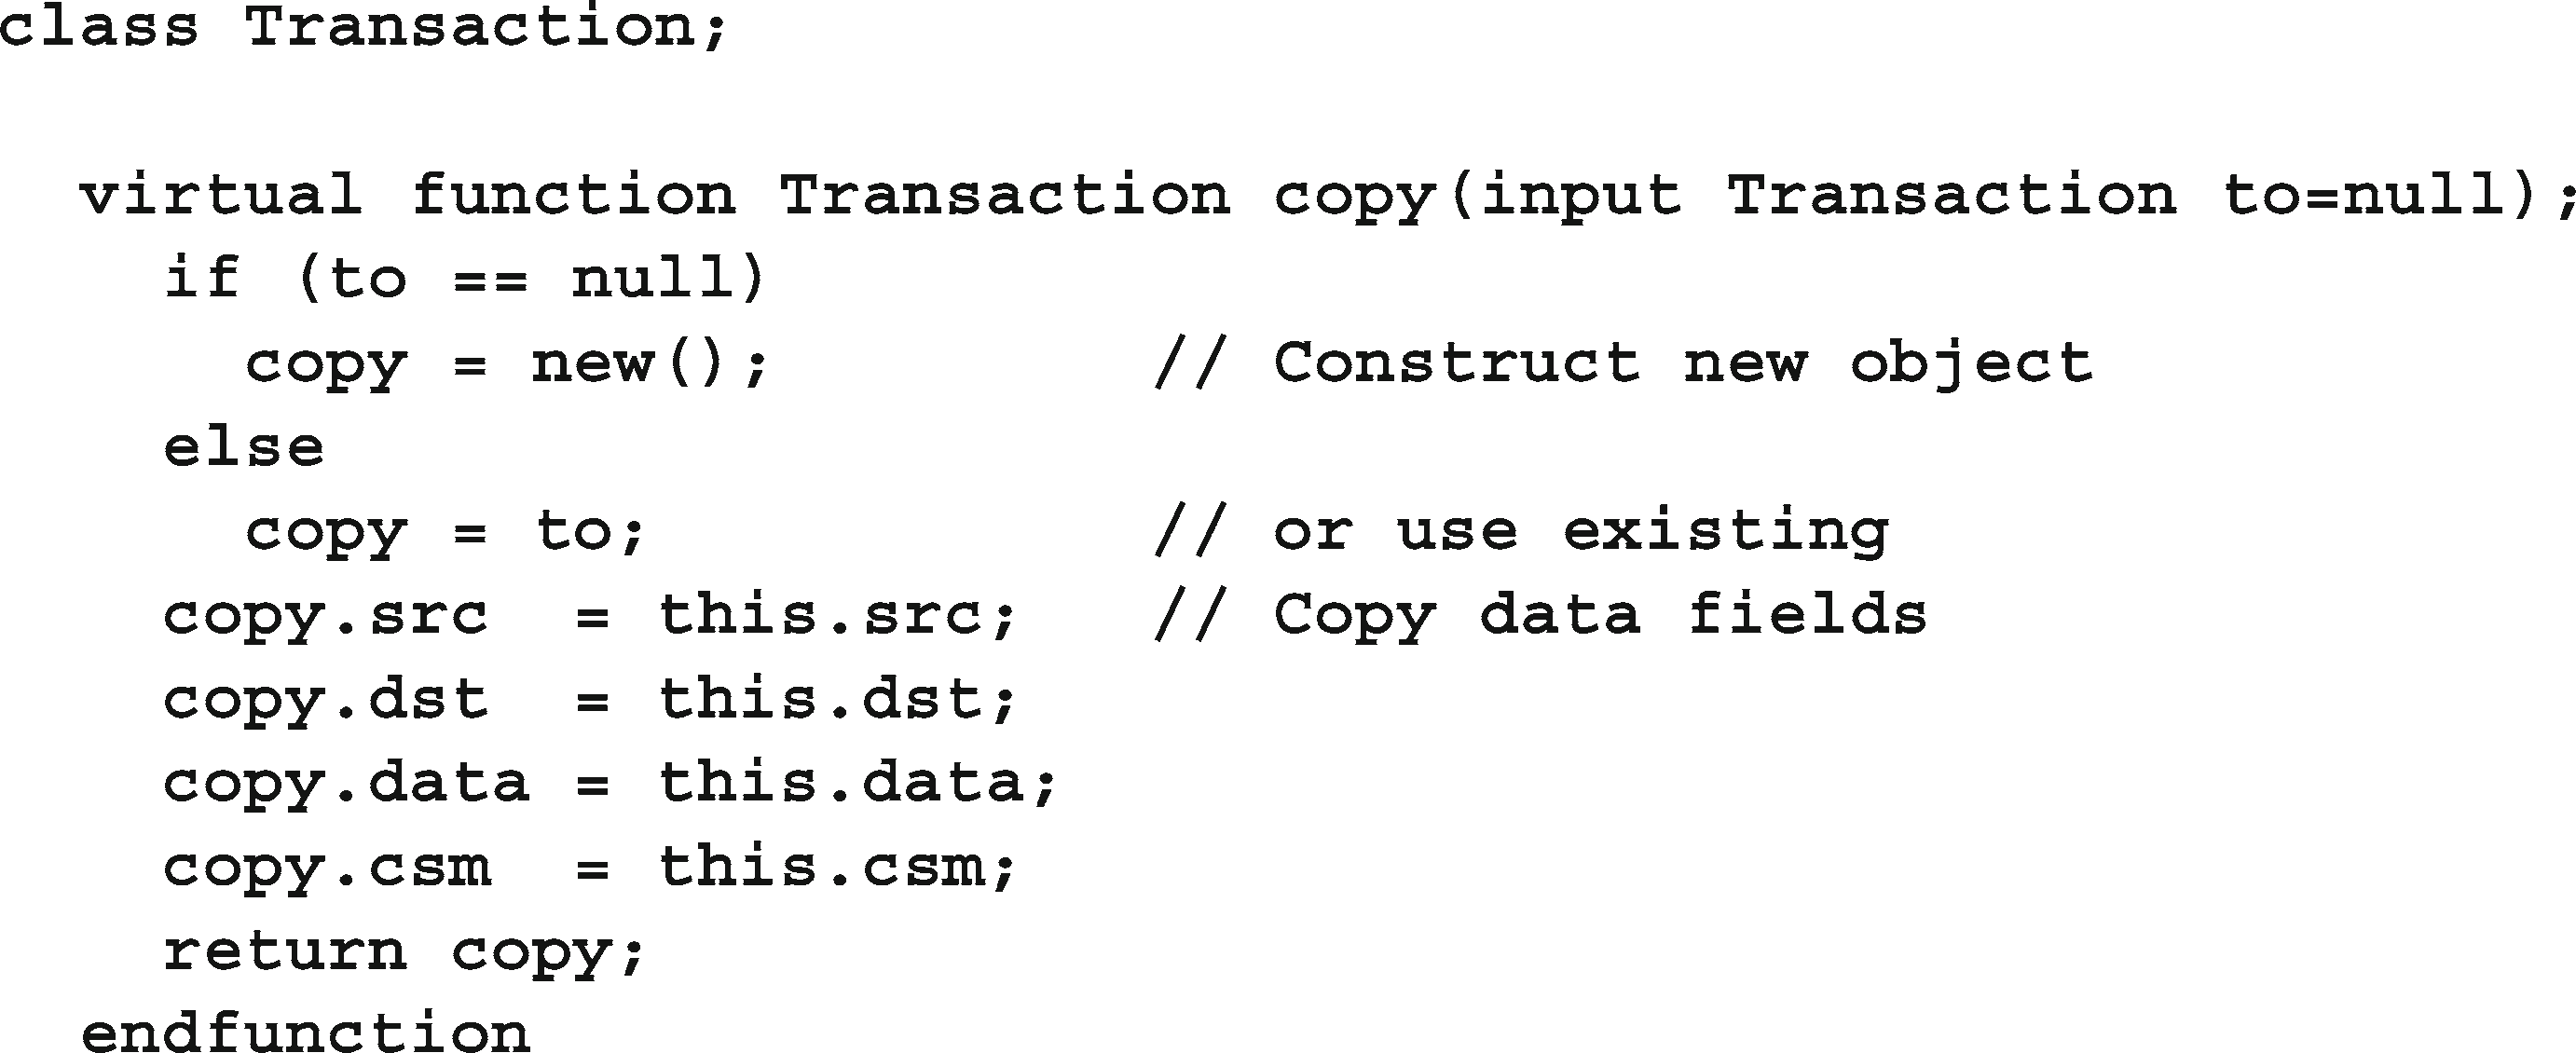 class Transaction;
virtual function Transaction copy(input Transaction to=null);
if (to == null)
copy = new(); // Construct new object
else
copy = to; // or use existing
copy.src = this.src; // Copy data fields
copy.dst = this.dst;
copy.data = this.data;
copy.csm = this.csm;
return copy;
endfunction